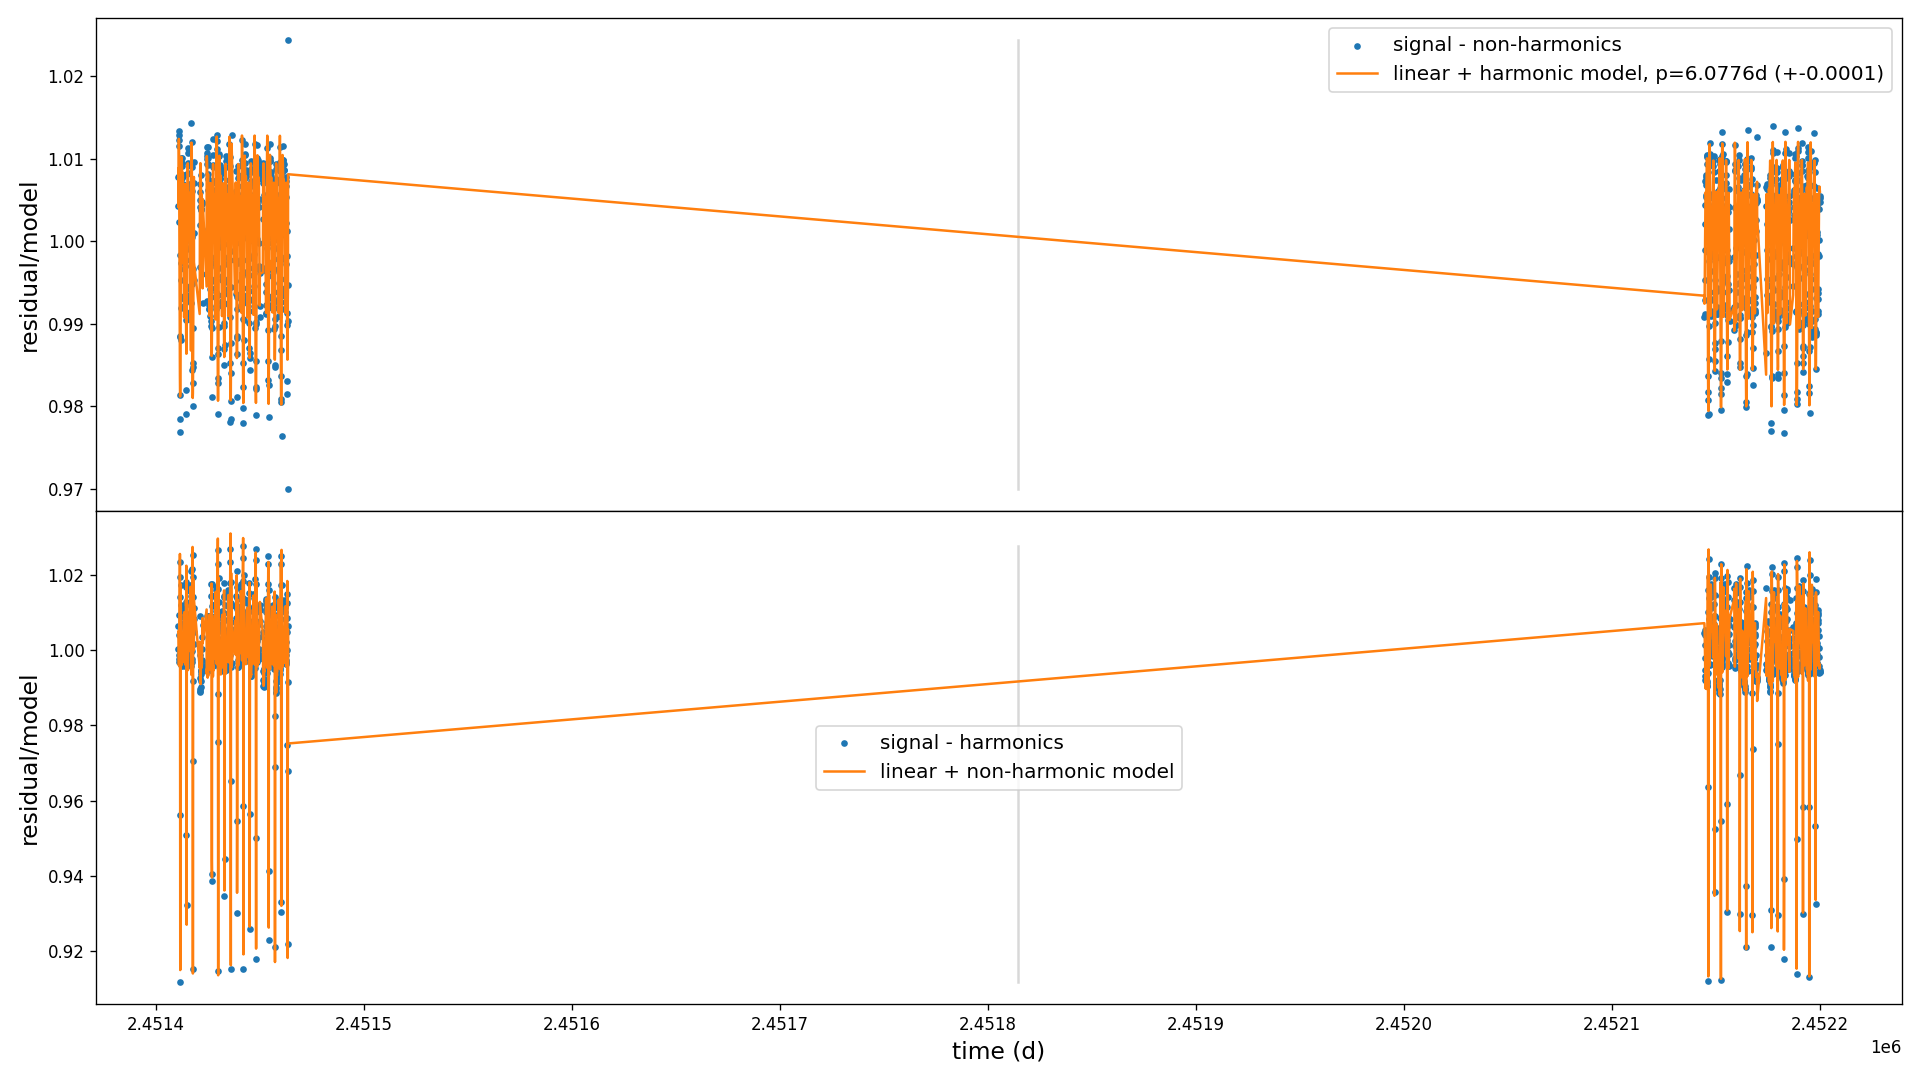 signal - non-harmonics
linear + harmonic model, p=6.0776d (+-0.0001)
1.02
1.01
1.00
0.99
0.98
0.97
residual/model
1.02
1.00
0.98
0.96
0.94
0.92
residual/model
signal - harmonics
linear + non-harmonic model
2.4514
2.4515
2.4516
2.4517
2.4518
2.4519
2.4520
2.4521
2.4522
1e6
time (d)